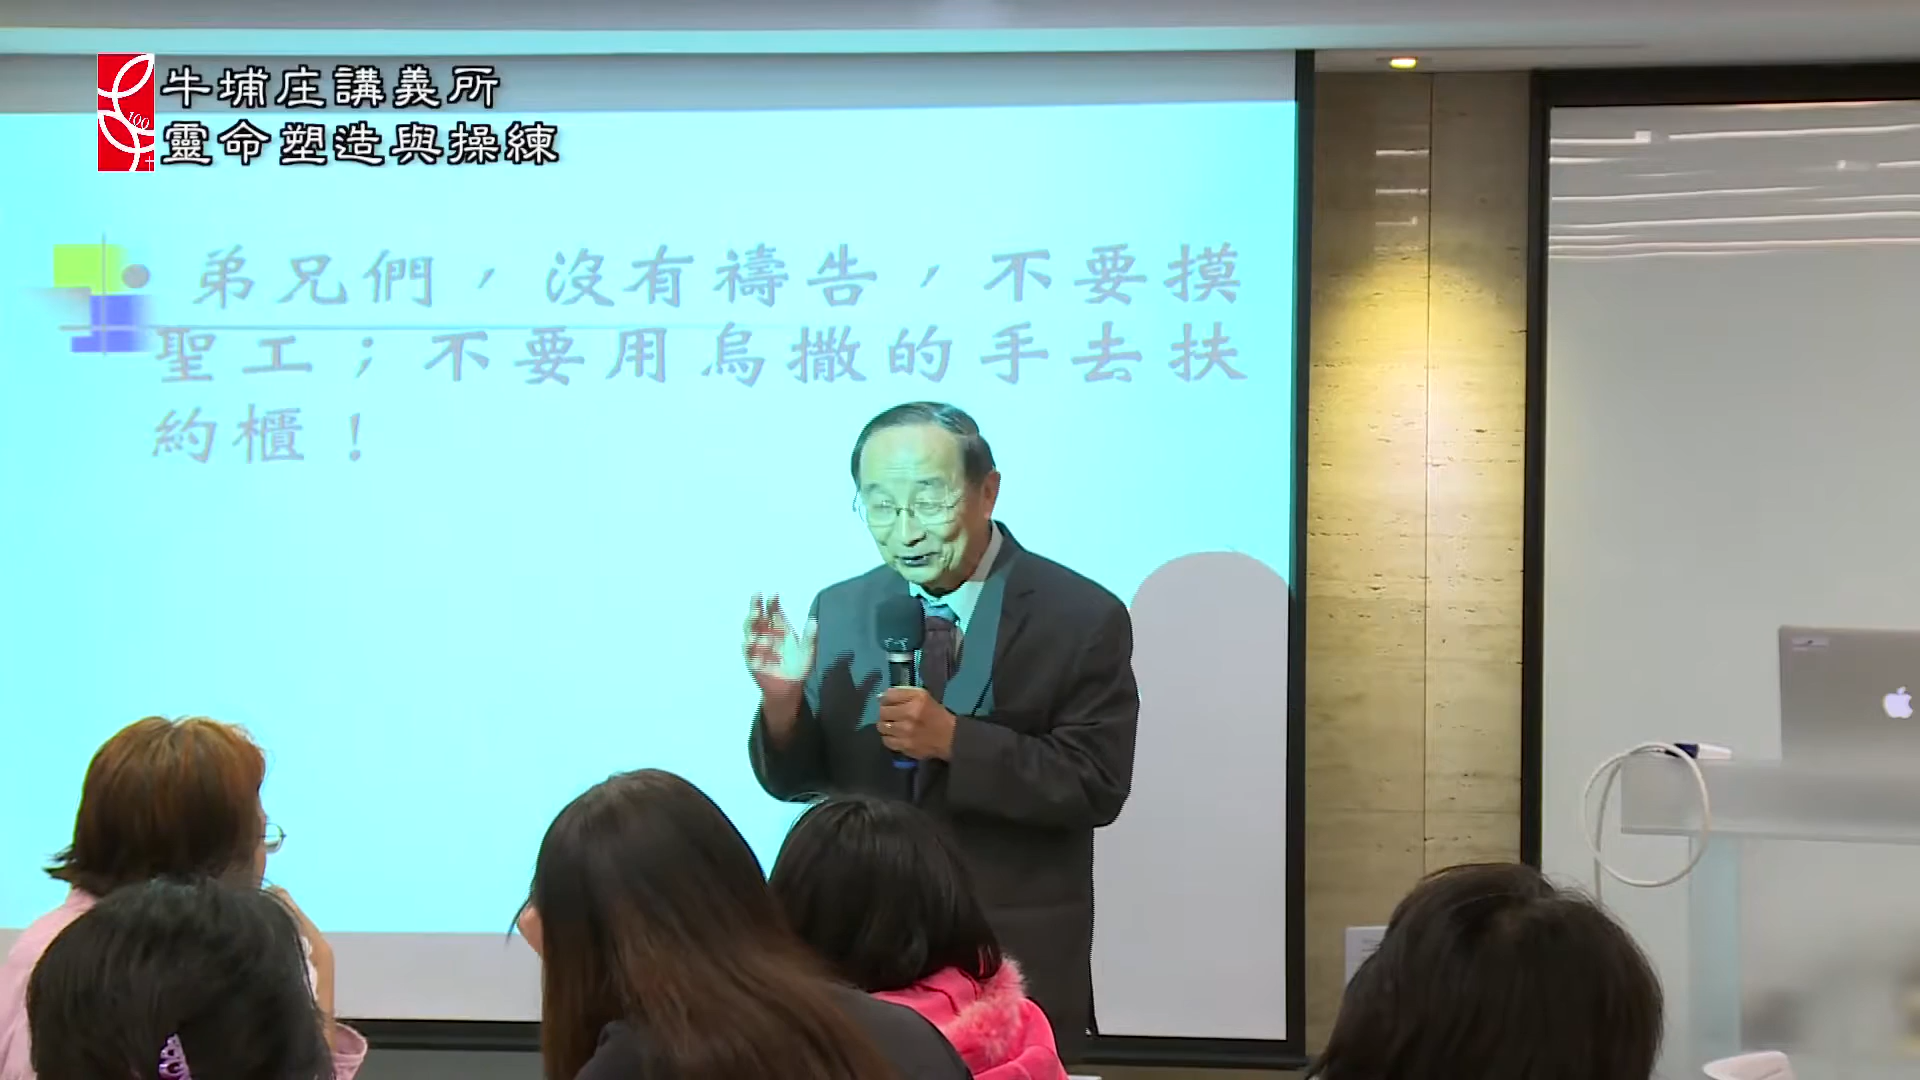 牛埔庄講義所
靈命塑造與操練
100
• 弟兄們，沒有禱告，不要摸
聖工；不要用烏撒的手去扶
約櫃！